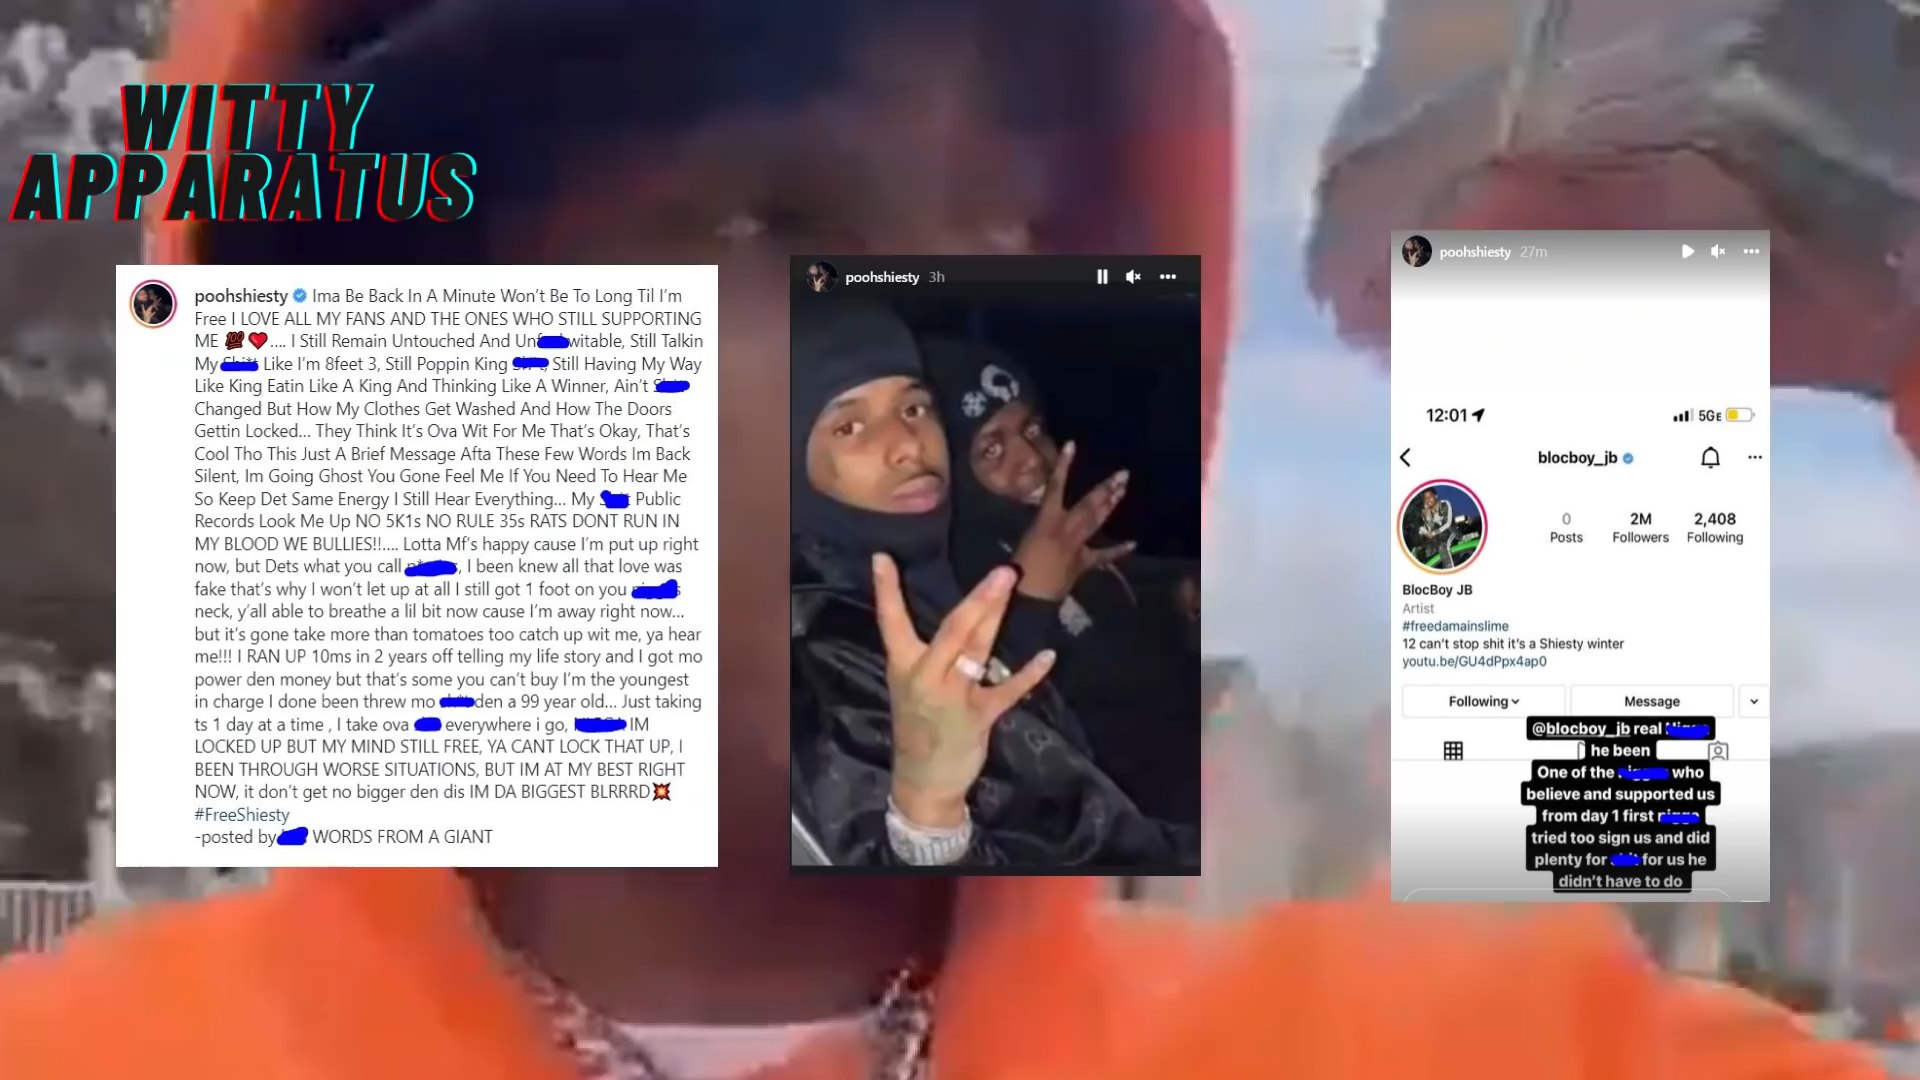 WITTY
APPARATUS
poohshiesty Ima Be Back In A Minute Won't Be To Long Til I'm
Free I LOVE ALL MY FANS AND THE ONES WHO STILL SUPPORTING
ME 💯❤️.... I Still Remain Untouched And Un witable, Still Talkin
My Like I'm 8feet 3, Still Poppin King Still Having My Way
Like King Eatin Like A King And Thinking Like A Winner, Ain't
Changed But How My Clothes Get Washed And How The Doors
Gettin Locked... They Think It's Ova Wit For Me That's Okay, That's
Cool Tho This Just A Brief Message Afta These Few Words Im Back
Silent, Im Going Ghost You Gone Feel Me If You Need To Hear Me
So Keep Det Same Energy I Still Hear Everything... My Public
Records Look Me Up NO 5K1s NO RULE 35s RATS DONT RUN IN
MY BLOOD WE BULLIES!!.... Lotta Mf's happy cause I'm put up right
now, but Dets what you call , I been knew all that love was
fake that's why I won't let up at all I still got 1 foot on you
neck, y'all able to breathe a lil bit now cause I'm away right now...
but it's gone take more than tomatoes too catch up wit me, ya hear
me!!! I RAN UP 10ms in 2 years off telling my life story and I got mo
power den money but that's some you can't buy I'm the youngest
in charge I done been threw mo den a 99 year old... Just taking
ts 1 day at a time , I take ova everywhere i go, IM
LOCKED UP BUT MY MIND STILL FREE, YA CANT LOCK THAT UP, I
BEEN THROUGH WORSE SITUATIONS, BUT IM AT MY BEST RIGHT
NOW, it don't get no bigger den dis IM DA BIGGEST BLRRRD💥
#FreeShiesty
-posted by WORDS FROM A GIANT
poohshiesty 3h
poohshiesty 27m
12:01 5GE
blocboy_jb
0 2M 2,408
Posts Followers Following
BlocBoy JB
Artist
#freedamainslime
12 can't stop shit it's a Shiesty winter
youtu.be/GU4dPpx4ap0
Following Message
@blocboy_jb real
he been
One of the who
believe and supported us
from day 1 first
tried too sign us and did
plenty for for us he
didn't have to do